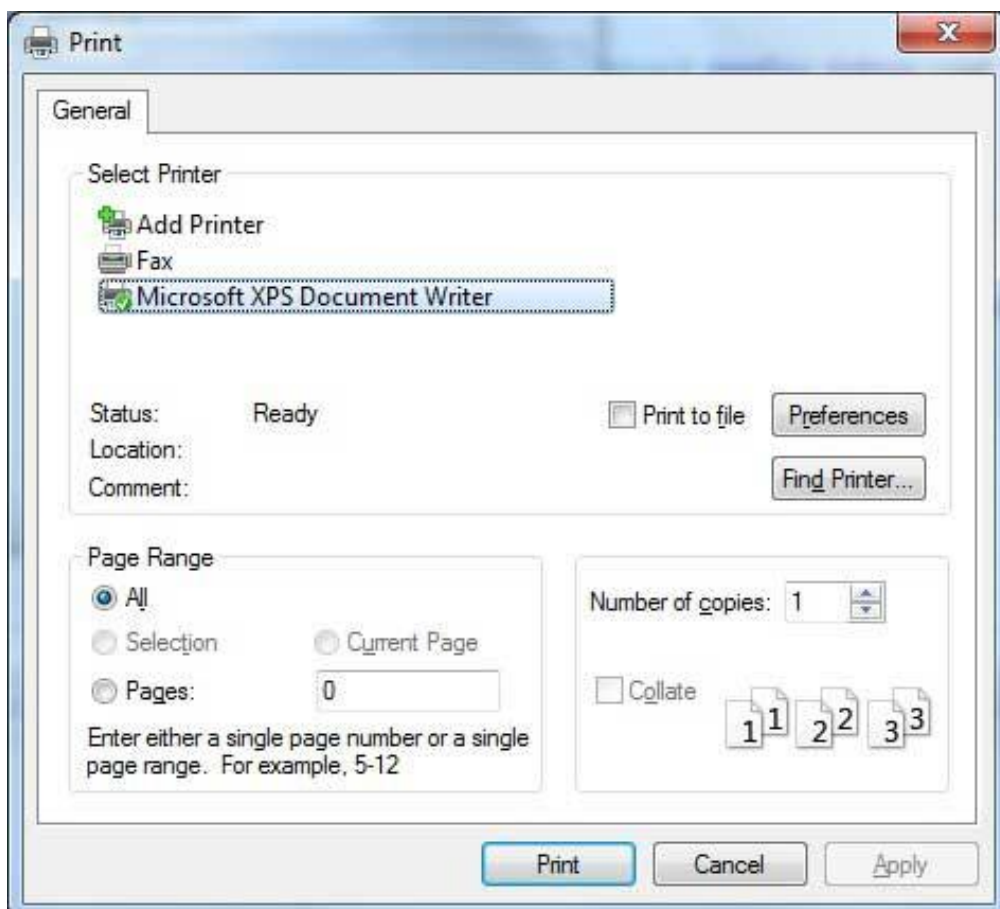 Print
General
Select Printer
Add Printer
Fax
Microsoft XPS Document Writer
Status: Ready
Print to file
Preferences
Location:
Comment:
Find Printer...
Page Range
All
Selection
Current Page
Pages: 0
Enter either a single page number or a single
page range. For example, 5-12
Number of copies: 1
Collate
1 1 2 2 3 3
Print Cancel Apply